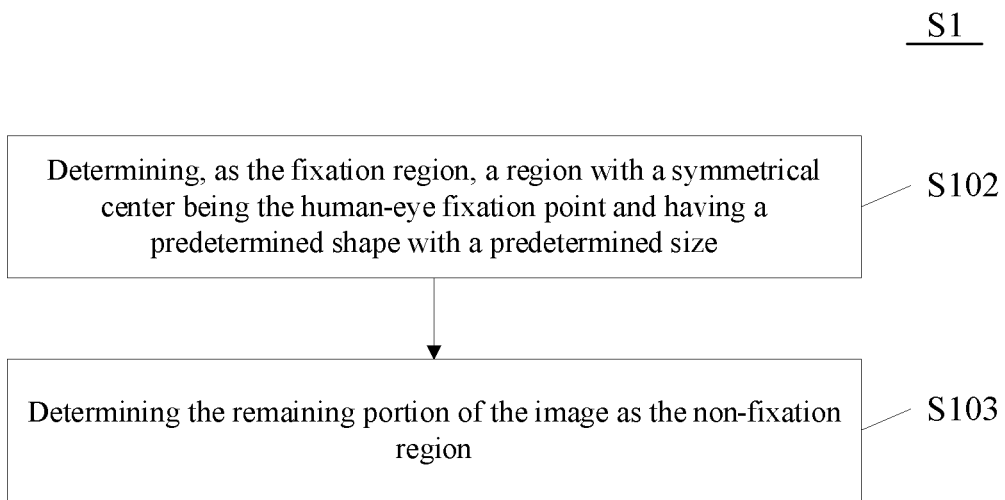 S1
Determining, as the fixation region, a region with a symmetrical
center being the human-eye fixation point and having a
predetermined shape with a predetermined size
S102
Determining the remaining portion of the image as the non-fixation
region
S103